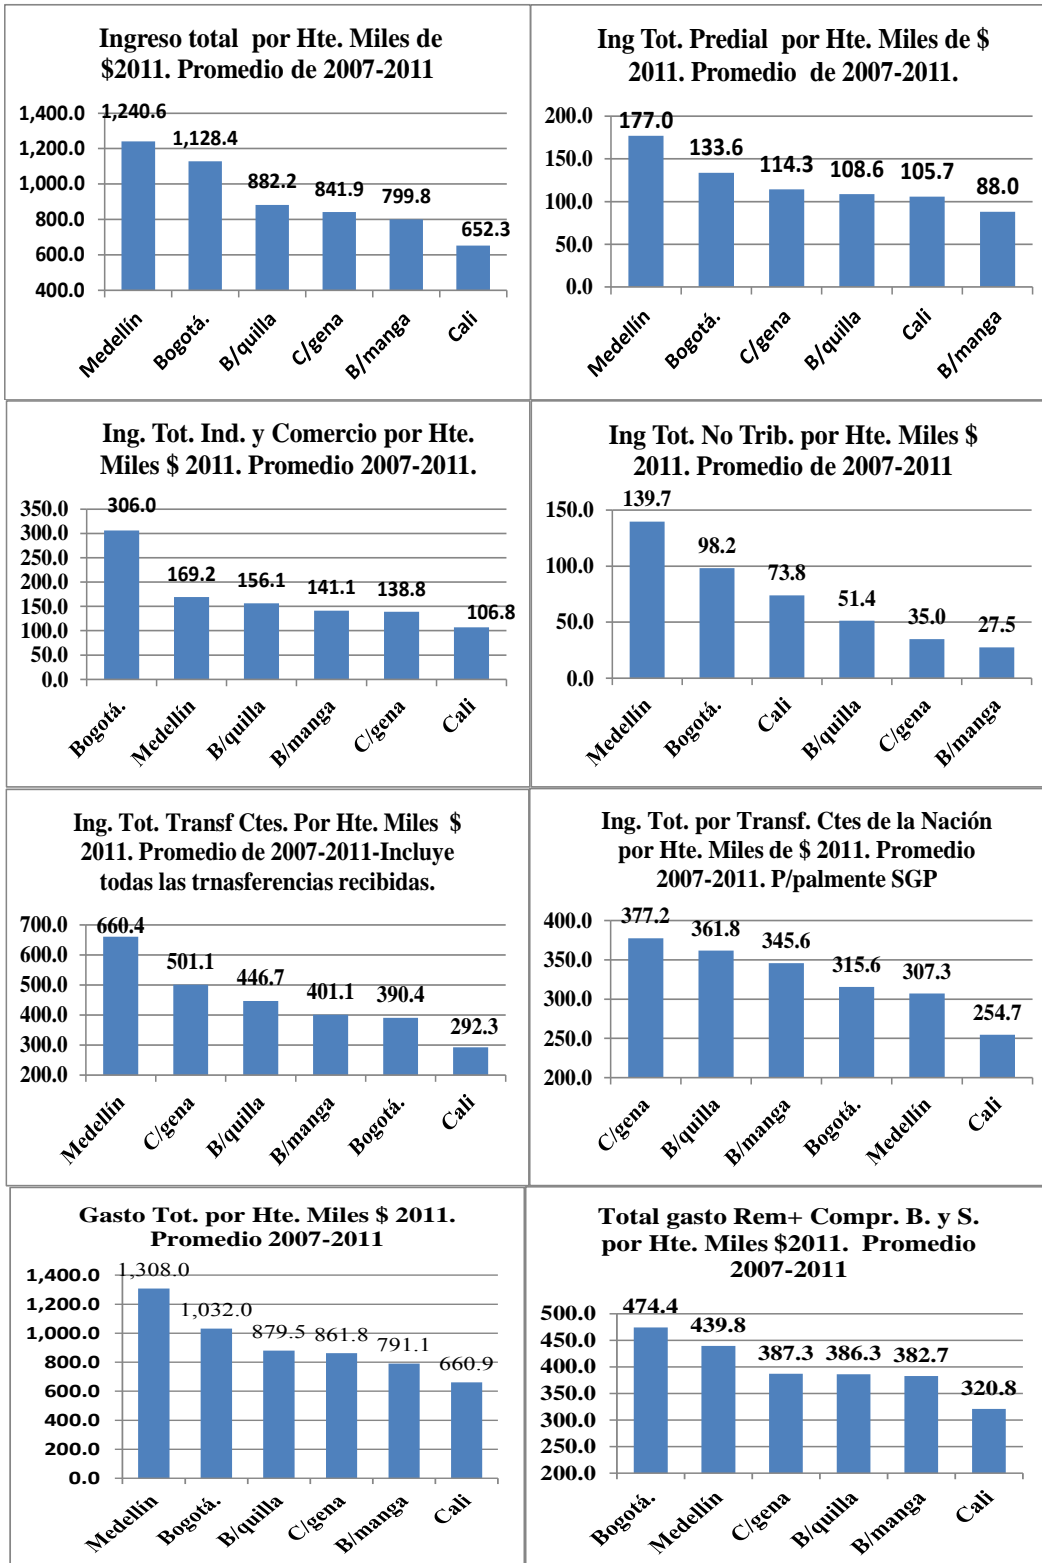 Ingreso total por Hte. Miles de
$2011. Promedio de 2007-2011
1,400.0
1,200.0
1,000.0
800.0
600.0
400.0
1,240.6
1,128.4
882.2
841.9
799.8
652.3
Medellín
Bogotá.
B/quilla
C/gena
B/manga
Cali
Ing Tot. Predial por Hte. Miles de $
2011. Promedio de 2007-2011.
200.0
150.0
100.0
50.0
0.0
177.0
133.6
114.3
108.6
105.7
88.0
Medellín
Bogotá.
C/gena
B/quilla
Cali
B/manga
Ing. Tot. Ind. y Comercio por Hte.
Miles $ 2011. Promedio 2007-2011.
350.0
300.0
250.0
200.0
150.0
100.0
50.0
0.0
306.0
169.2
156.1
141.1
138.8
106.8
Bogotá.
Medellín
B/quilla
B/manga
C/gena
Cali
Ing Tot. No Trib. por Hte. Miles $
2011. Promedio de 2007-2011
150.0
100.0
50.0
0.0
139.7
98.2
73.8
51.4
35.0
27.5
Medellín
Bogotá.
Cali
B/quilla
C/gena
B/manga
Ing. Tot. Transf Ctes. Por Hte. Miles $
2011. Promedio de 2007-2011-Incluye
todas las trnasferencias recibidas.
700.0
600.0
500.0
400.0
300.0
200.0
660.4
501.1
446.7
401.1
390.4
292.3
Medellín
C/gena
B/quilla
B/manga
Bogotá.
Cali
Ing. Tot. por Transf. Ctes de la Nación
por Hte. Miles de $ 2011. Promedio
2007-2011. P/palmente SGP
400.0
350.0
300.0
250.0
200.0
377.2
361.8
345.6
315.6
307.3
254.7
C/gena
B/quilla
B/manga
Bogotá.
Medellín
Cali
Gasto Tot. por Hte. Miles $ 2011.
Promedio 2007-2011
1,400.0
1,200.0
1,000.0
800.0
600.0
400.0
200.0
0.0
1,308.0
1,032.0
879.5
861.8
791.1
660.9
Medellín
Bogotá.
B/quilla
C/gena
B/manga
Cali
Total gasto Rem+ Compr. B. y S.
por Hte. Miles $2011. Promedio
2007-2011
500.0
450.0
400.0
350.0
300.0
250.0
200.0
474.4
439.8
387.3
386.3
382.7
320.8
Bogotá.
Medellín
C/gena
B/quilla
B/manga
Cali